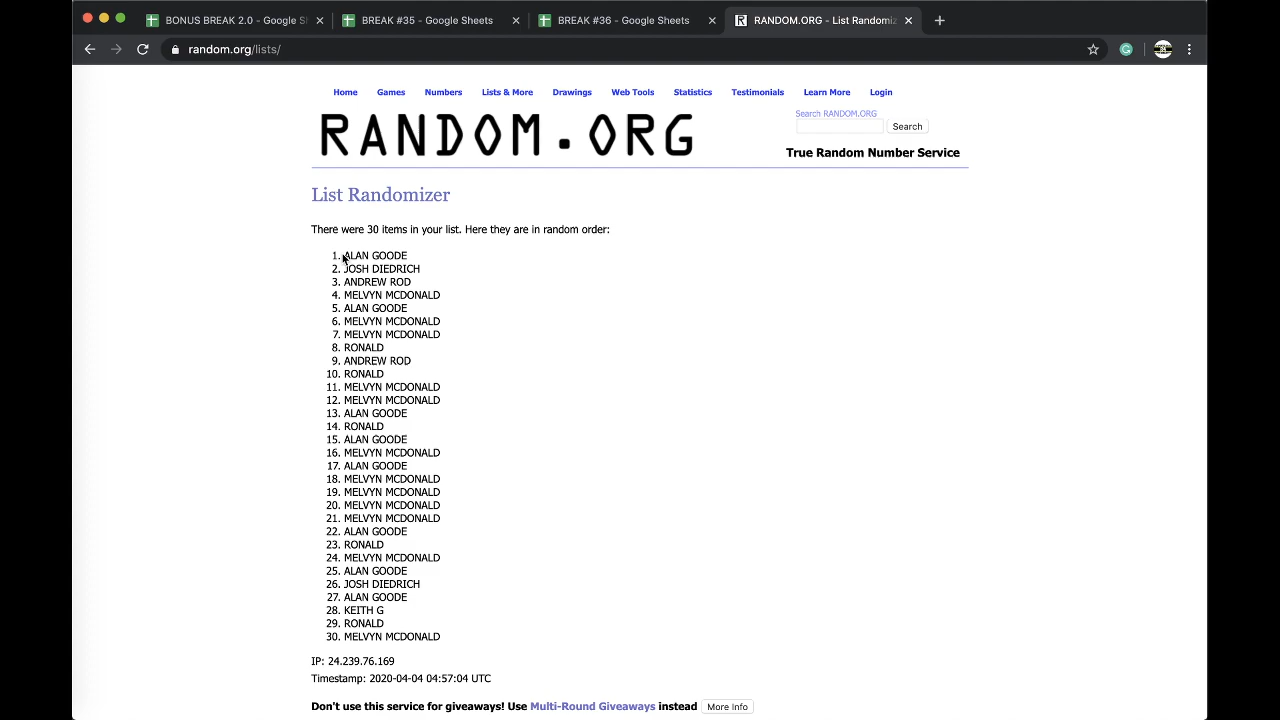 BONUS BREAK 2.0 - Google S
BREAK #35 - Google Sheets
BREAK #36 - Google Sheets
RANDOM.ORG - List Randomiz
random.org/lists/
Home Games Numbers Lists & More Drawings Web Tools Statistics Testimonials Learn More Login
Search RANDOM.ORG
RANDOM.ORG
Search
True Random Number Service
List Randomizer
There were 30 items in your list. Here they are in random order:
1. ALAN GOODE
2. JOSH DIEDRICH
3. ANDREW ROD
4. MELVYN MCDONALD
5. ALAN GOODE
6. MELVYN MCDONALD
7. MELVYN MCDONALD
8. RONALD
9. ANDREW ROD
10. RONALD
11. MELVYN MCDONALD
12. MELVYN MCDONALD
13. ALAN GOODE
14. RONALD
15. ALAN GOODE
16. MELVYN MCDONALD
17. ALAN GOODE
18. MELVYN MCDONALD
19. MELVYN MCDONALD
20. MELVYN MCDONALD
21. MELVYN MCDONALD
22. ALAN GOODE
23. RONALD
24. MELVYN MCDONALD
25. ALAN GOODE
26. JOSH DIEDRICH
27. ALAN GOODE
28. KEITH G
29. RONALD
30. MELVYN MCDONALD
IP: 24.239.76.169
Timestamp: 2020-04-04 04:57:04 UTC
Don't use this service for giveaways! Use Multi-Round Giveaways instead More Info